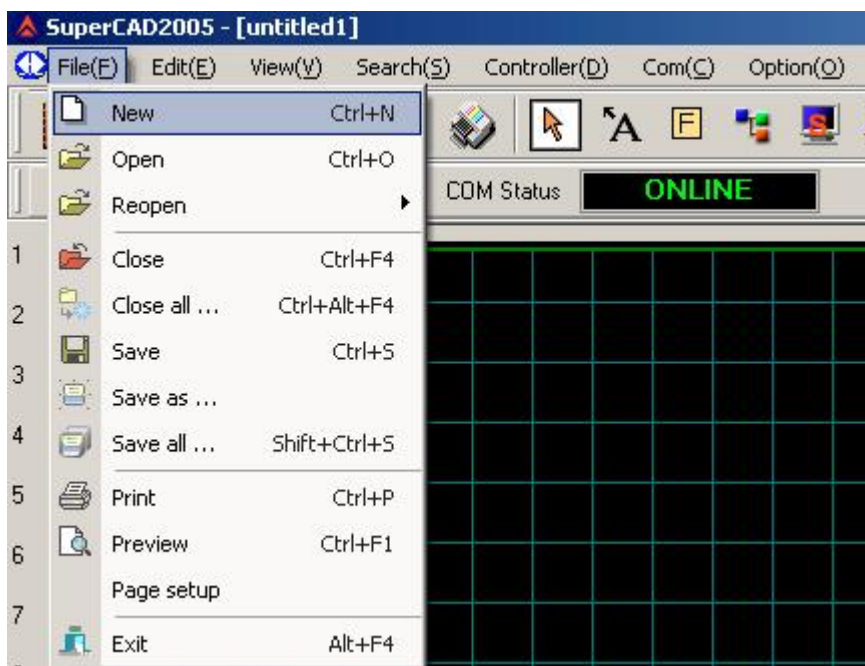 SuperCAD2005 - [untitled1]
File(F) Edit(E) View(V) Search(S) Controller(D) Com(C) Option(O)
New Ctrl+N
A F S
Open Ctrl+O
COM Status ONLINE
Reopen
1
Close Ctrl+F4
Close all ... Ctrl+Alt+F4
2
Save Ctrl+S
3
Save as ...
4
Save all ... Shift+Ctrl+S
5
Print Ctrl+P
6
Preview Ctrl+F1
Page setup
7
Exit Alt+F4